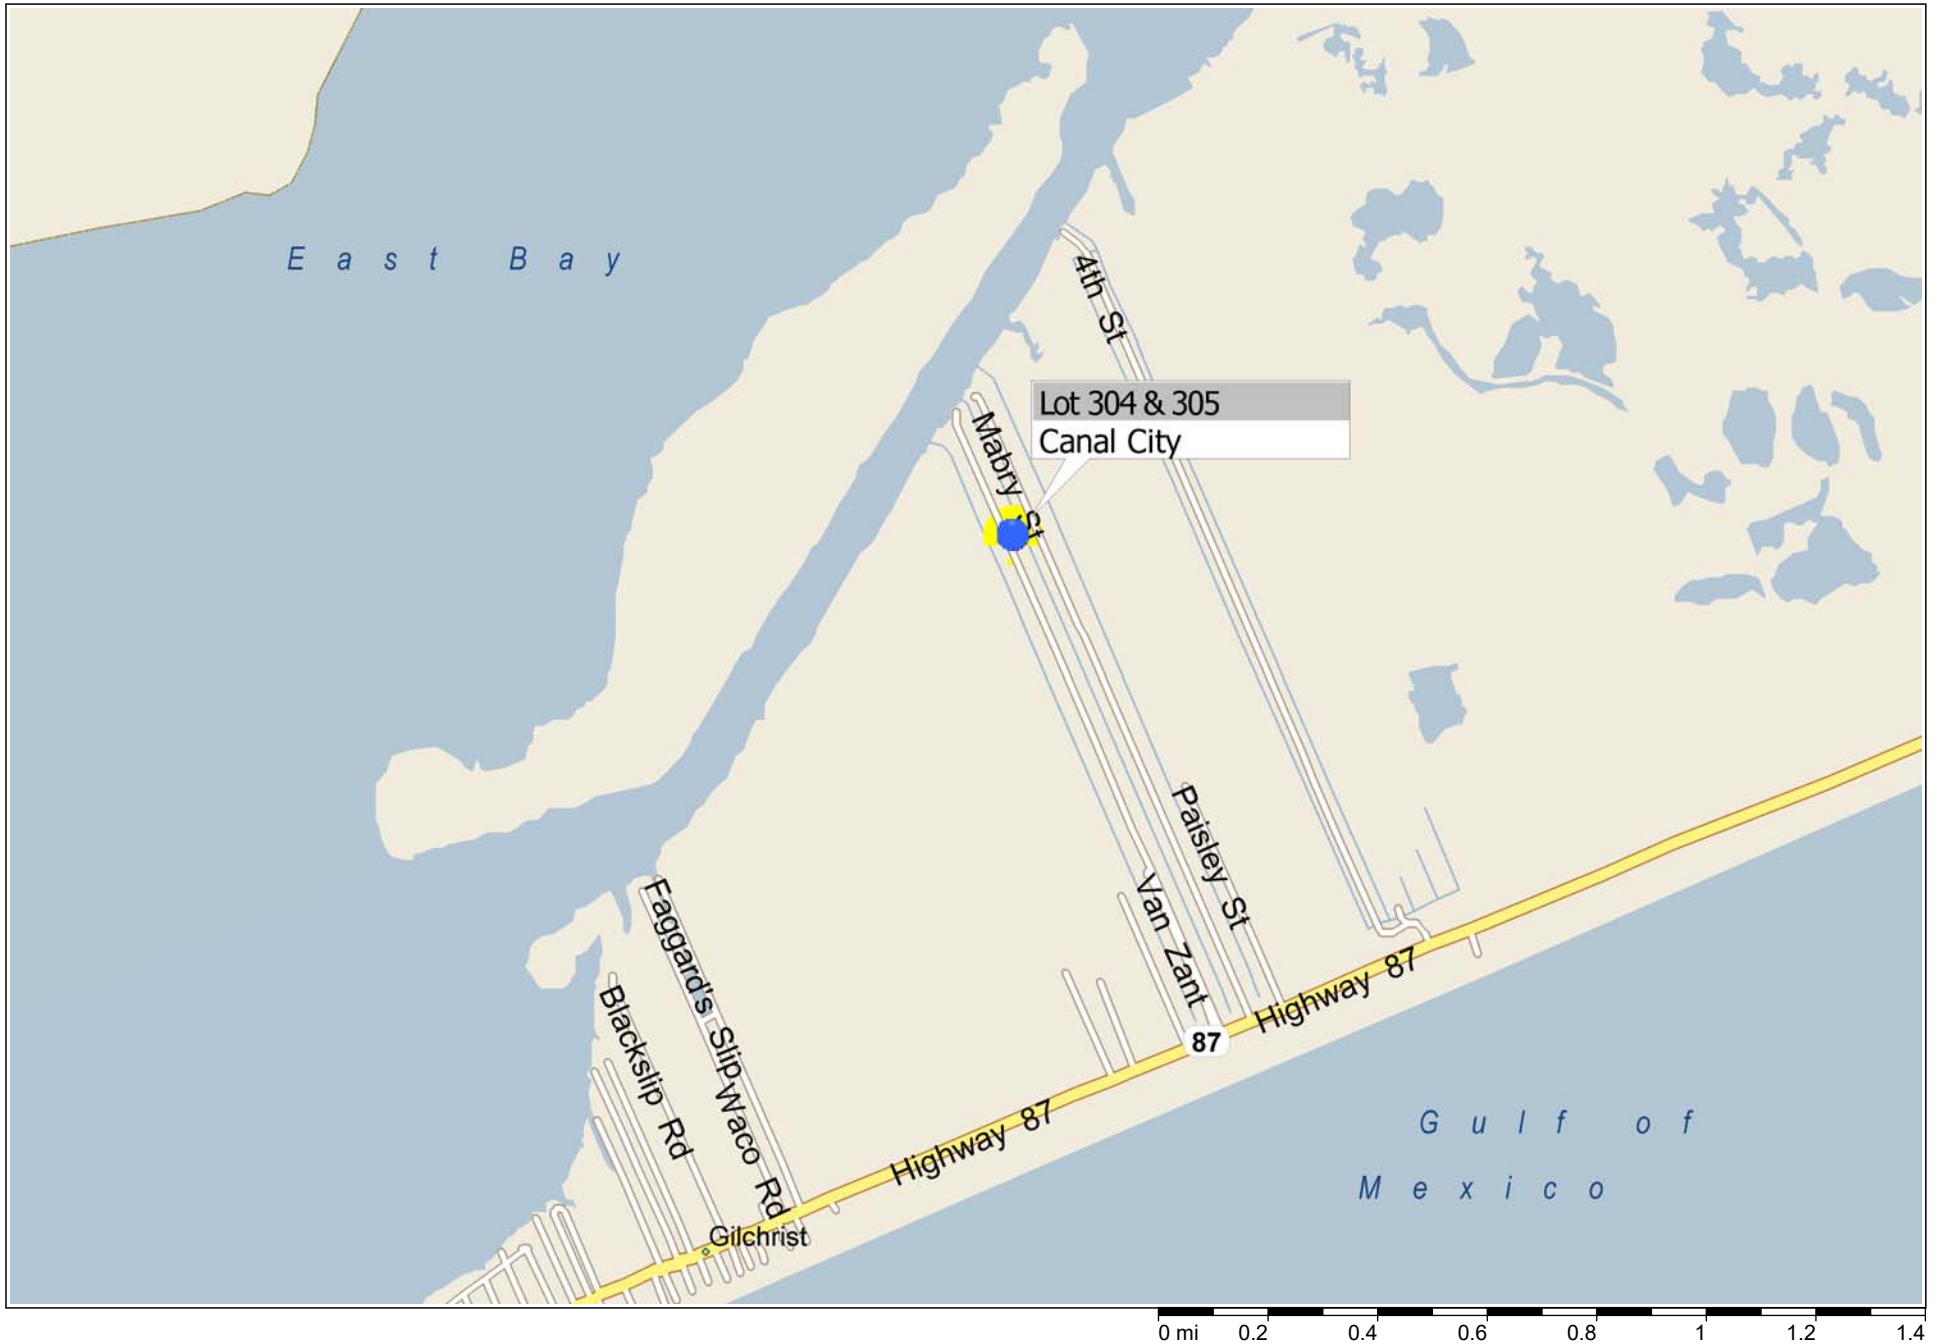 East Bay
4th St
Lot 304 & 305
Canal City
Mabry St
Paisley St
Van Zant
Faggard's Slip
Waco Rd
Blackslip Rd
Highway 87
87
Highway 87
Gulf of
Mexico
Gilchrist
0 mi 0.2 0.4 0.6 0.8 1 1.2 1.4